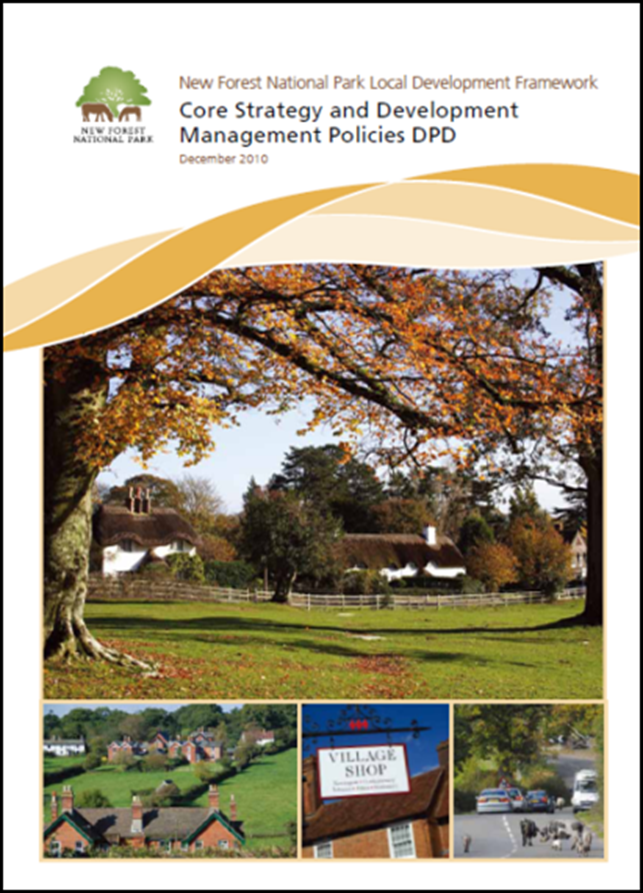 New Forest National Park Local Development Framework
Core Strategy and Development
Management Policies DPD
December 2010
NEW FOREST
NATIONAL PARK
VILLAGE
SHOP